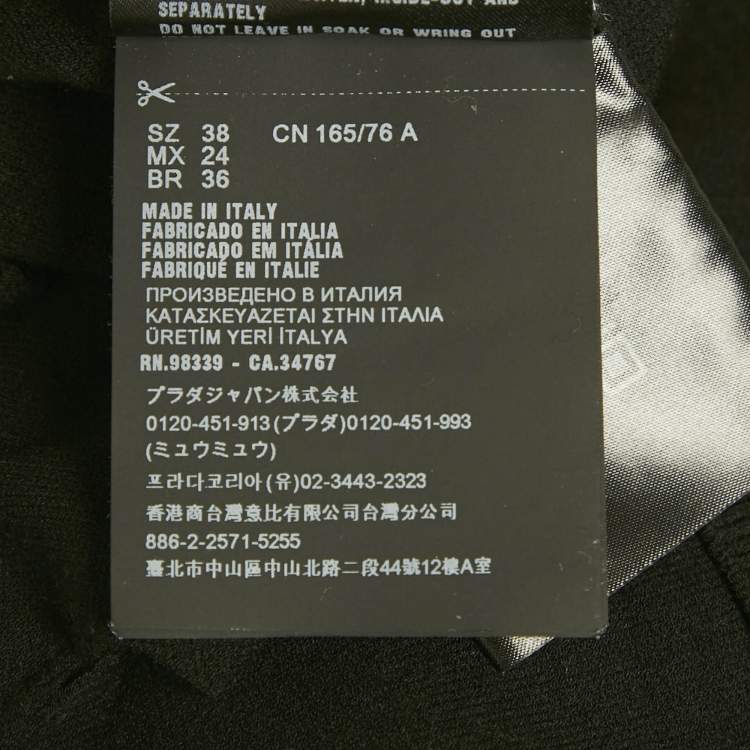 INSIDE-OUT AND
SEPARATELY
DO NOT LEAVE IN SOAK OR WRING OUT
SZ 38 CN 165/76 A
MX 24
BR 36
MADE IN ITALY
FABRICADO EN ITALIA
FABRICADO EM ITÁLIA
FABRIQUÉ EN ITALIE
ПРОИЗВЕДЕНО В ИТАЛИЯ
ΚΑΤΑΣΚΕΥΑΖΕΤΑΙ ΣΤΗΝ ΙΤΑΛΙΑ
ÜRETİM YERİ İTALYA
RN.98339 - CA.34767
プラダジャパン株式会社
0120-451-913(プラダ)0120-451-993
(ミュウミュウ)
프라다코리아(유)02-3443-2323
香港商台灣意比有限公司台灣分公司
886-2-2571-5255
臺北市中山區中山北路二段44號12樓A室